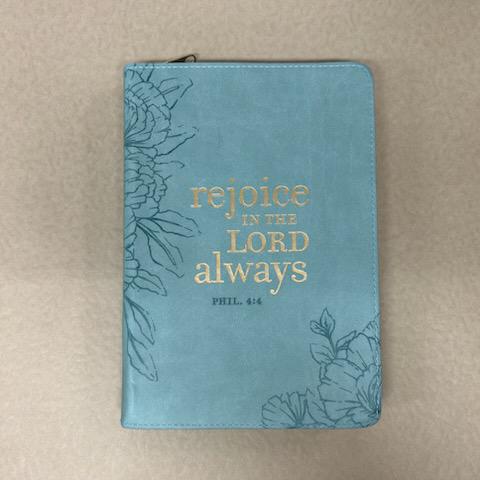 rejoice
IN THE
LORD
always
PHIL. 4:4